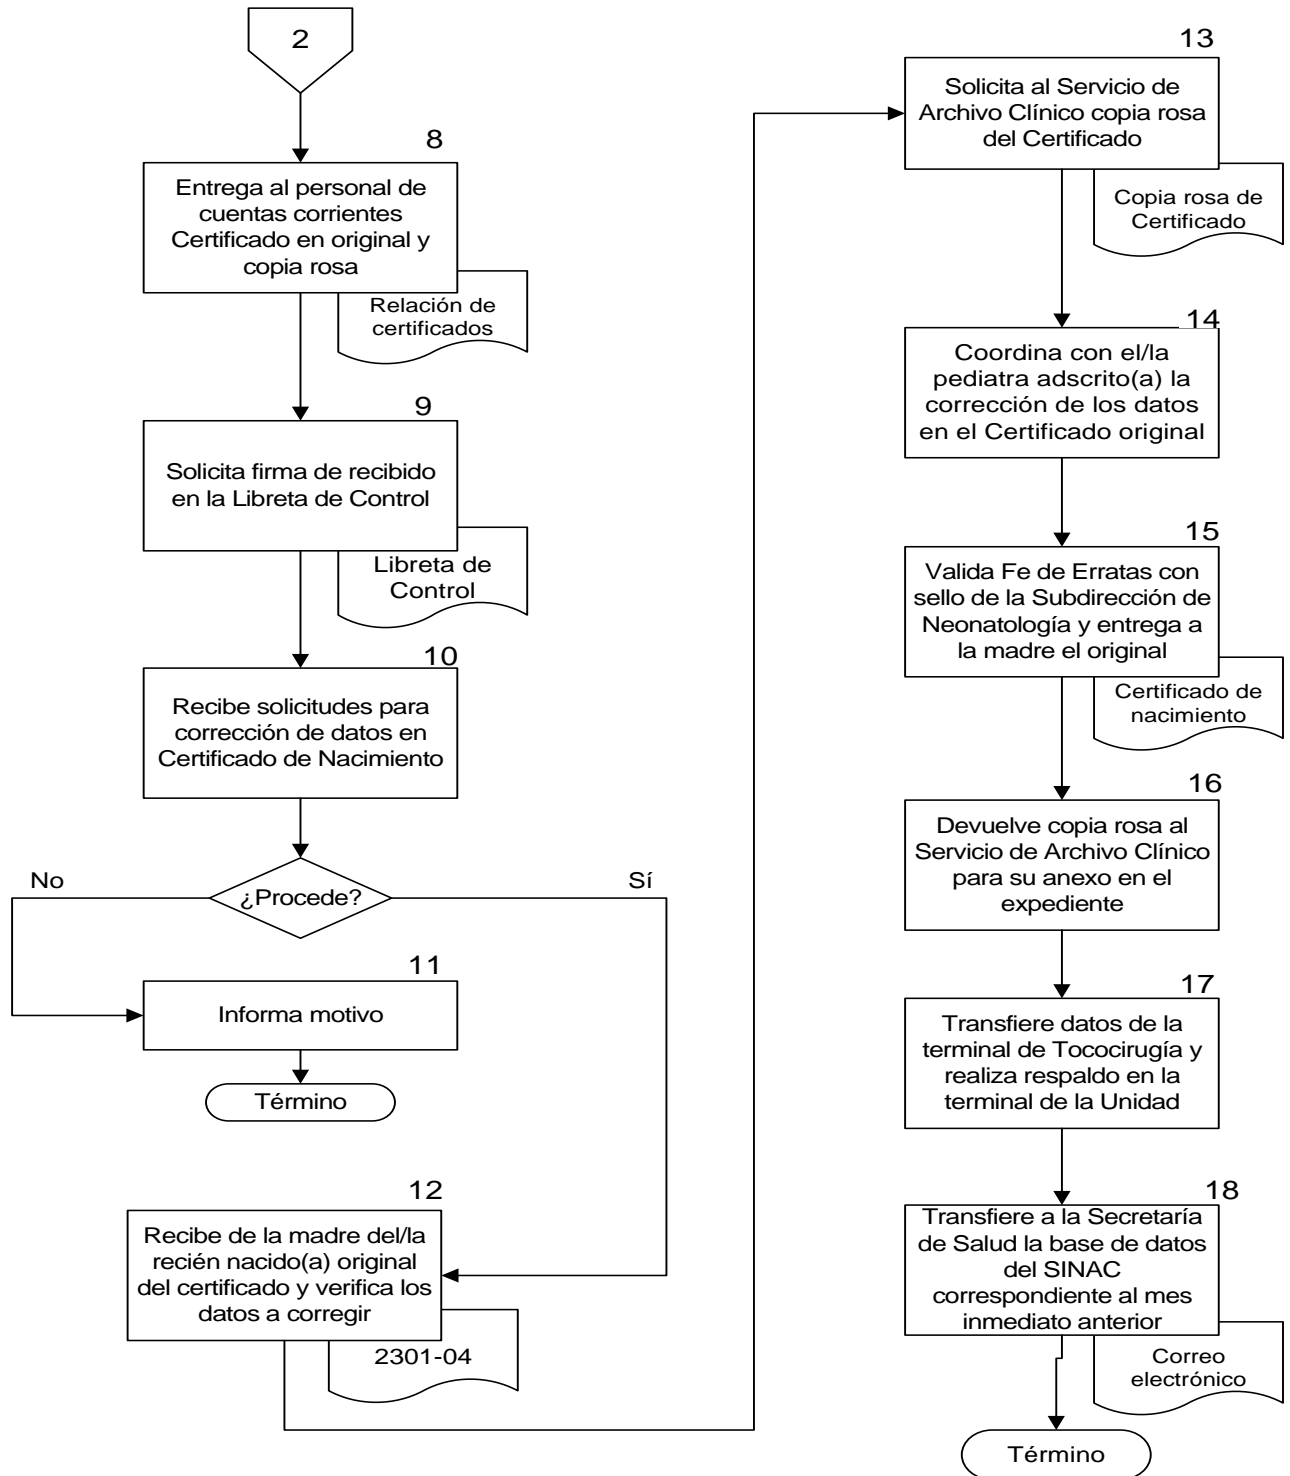 2
8
Entrega al personal de
cuentas corrientes
Certificado en original y
copia rosa
Relación de
certificados
9
Solicita firma de recibido
en la Libreta de Control
Libreta de
Control
10
Recibe solicitudes para
corrección de datos en
Certificado de Nacimiento
No
¿Procede?
Sí
11
Informa motivo
Término
12
Recibe de la madre del/la
recién nacido(a) original
del certificado y verifica los
datos a corregir
2301-04
13
Solicita al Servicio de
Archivo Clínico copia rosa
del Certificado
Copia rosa de
Certificado
14
Coordina con el/la
pediatra adscrito(a) la
corrección de los datos
en el Certificado original
15
Valida Fe de Erratas con
sello de la Subdirección de
Neonatología y entrega a
la madre el original
Certificado de
nacimiento
16
Devuelve copia rosa al
Servicio de Archivo Clínico
para su anexo en el
expediente
17
Transfiere datos de la
terminal de Tococirugía y
realiza respaldo en la
terminal de la Unidad
18
Transfiere a la Secretaría
de Salud la base de datos
del SINAC
correspondiente al mes
inmediato anterior
Correo
electrónico
Término